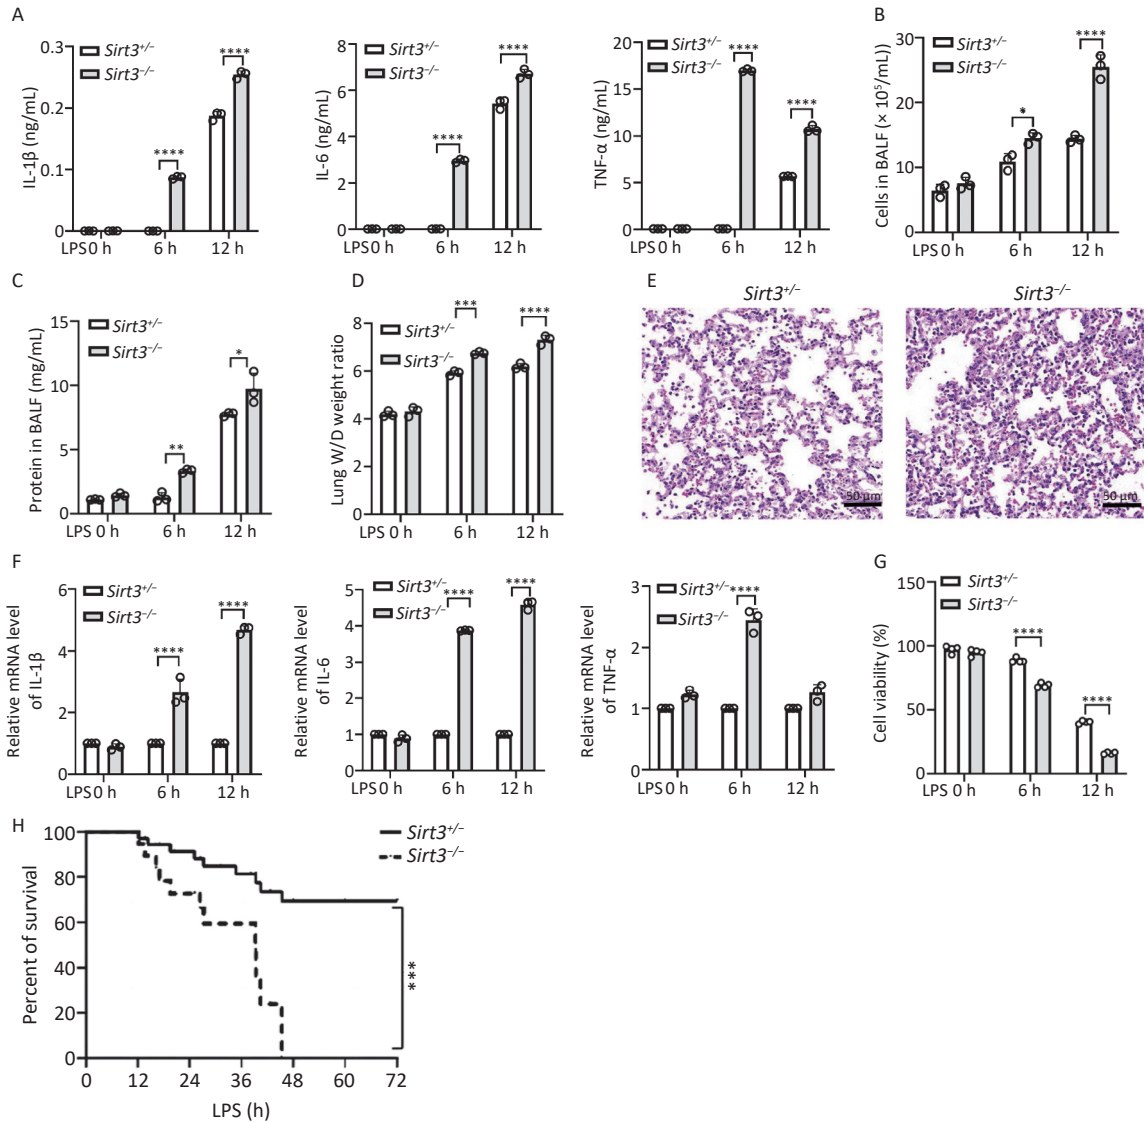 A
IL-1β (ng/mL)
0.3
0.2
0.1
0
Sirt3+/−
Sirt3−/−
****
****
LPS 0 h
6 h
12 h
IL-6 (ng/mL)
8
6
4
2
0
Sirt3+/−
Sirt3−/−
****
****
LPS 0 h
6 h
12 h
TNF-α (ng/mL)
20
15
10
5
0
Sirt3+/−
Sirt3−/−
****
****
LPS 0 h
6 h
12 h
B
Cells in BALF (× 10⁵/mL))
30
20
10
0
Sirt3+/−
Sirt3−/−
*
****
LPS 0 h
6 h
12 h
C
Protein in BALF (mg/mL)
15
10
5
0
Sirt3+/−
Sirt3−/−
**
*
LPS 0 h
6 h
12 h
D
Lung W/D weight ratio
8
6
4
2
0
Sirt3+/−
Sirt3−/−
***
****
LPS 0 h
6 h
12 h
E
Sirt3+/−
Sirt3−/−
50 μm
50 μm
F
Relative mRNA level
of IL-1β
6
4
2
1
0
Sirt3+/−
Sirt3−/−
****
****
LPS 0 h
6 h
12 h
Relative mRNA level
of IL-6
5
4
3
2
1
0
Sirt3+/−
Sirt3−/−
****
****
LPS 0 h
6 h
12 h
Relative mRNA level
of TNF-α
3
2
1
0
Sirt3+/−
Sirt3−/−
****
LPS 0 h
6 h
12 h
G
Cell viability (%)
150
100
50
0
Sirt3+/−
Sirt3−/−
****
****
LPS 0 h
6 h
12 h
H
Percent of survival
100
80
60
40
20
0
Sirt3+/−
Sirt3−/−
***
0
12
24
36
48
60
72
LPS (h)